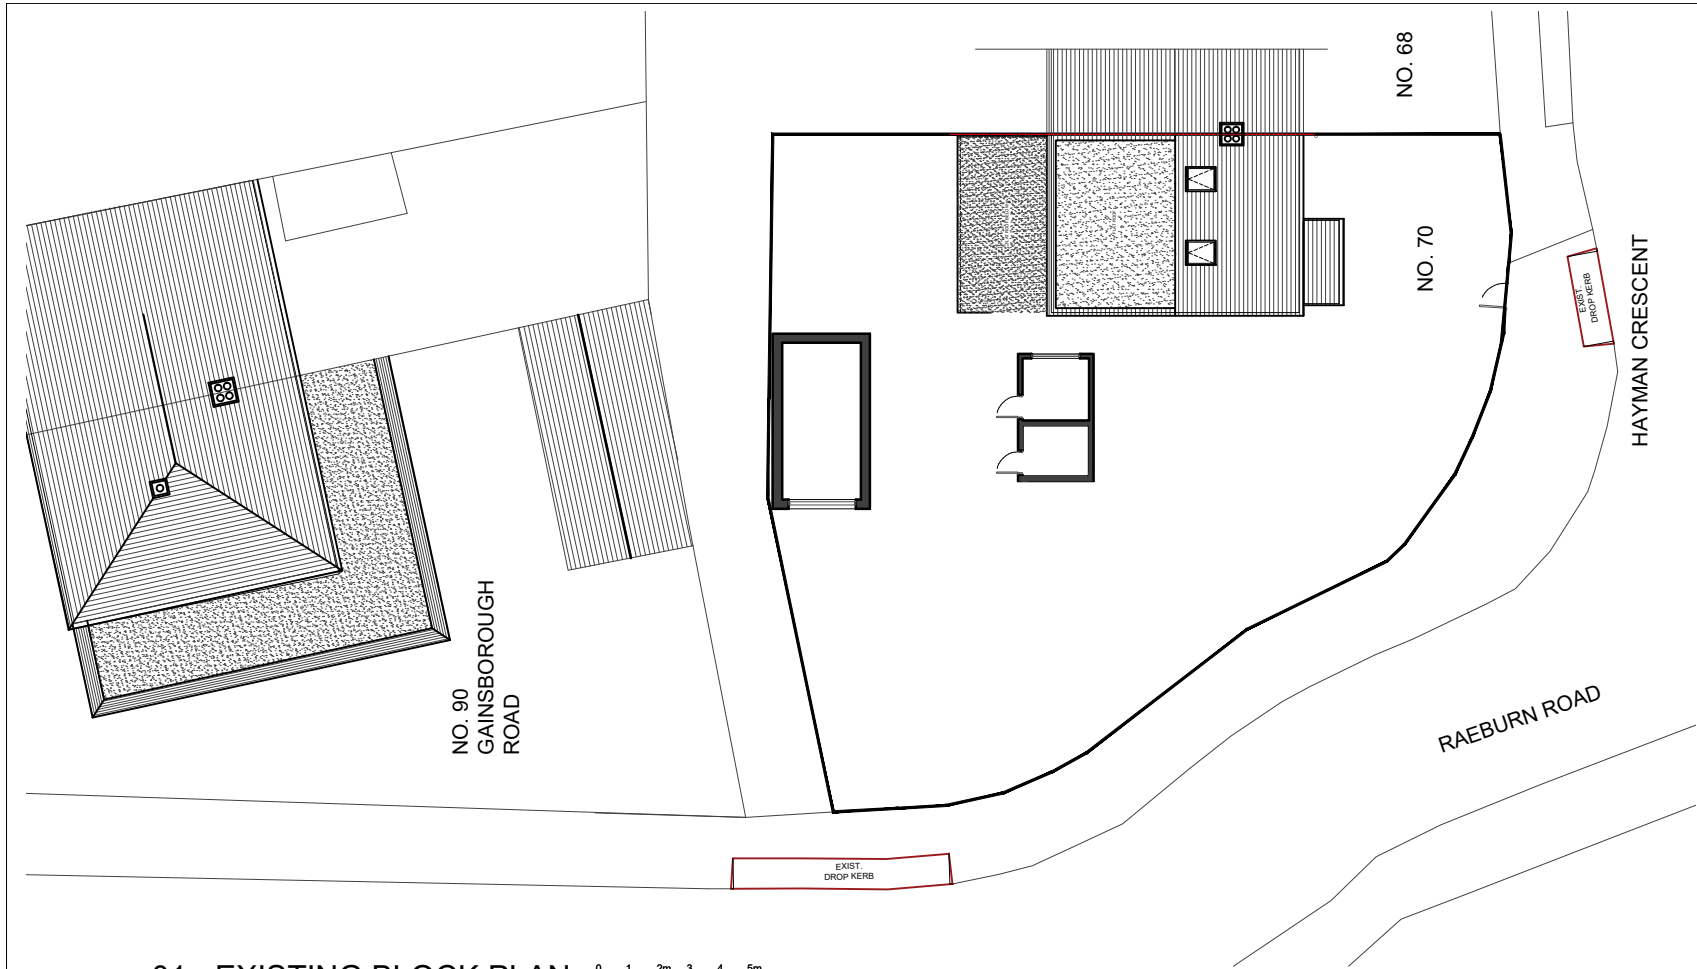 NO. 68
NO. 70
HAYMAN CRESCENT
EXIST.
DROP KERB
NO. 90
GAINSBOROUGH
ROAD
RAEBURN ROAD
EXIST.
DROP KERB
EXISTING BLOCK PLAN
0 1 2m 3 4 5m